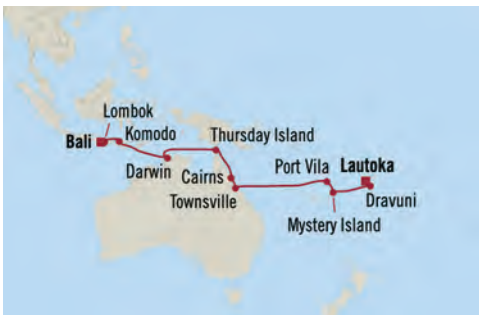 Lombok
Bali
Komodo
Darwin
Thursday Island
Cairns
Townsville
Port Vila
Lautoka
Mystery Island
Dravuni